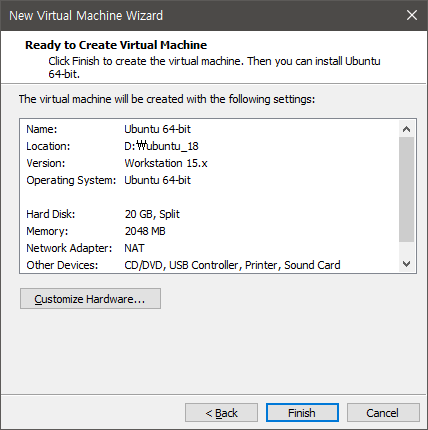 New Virtual Machine Wizard
Ready to Create Virtual Machine
Click Finish to create the virtual machine. Then you can install Ubuntu
64-bit.
The virtual machine will be created with the following settings:
Name: Ubuntu 64-bit
Location: D:₩ubuntu_18
Version: Workstation 15.x
Operating System: Ubuntu 64-bit
Hard Disk: 20 GB, Split
Memory: 2048 MB
Network Adapter: NAT
Other Devices: CD/DVD, USB Controller, Printer, Sound Card
Customize Hardware...
< Back Finish Cancel